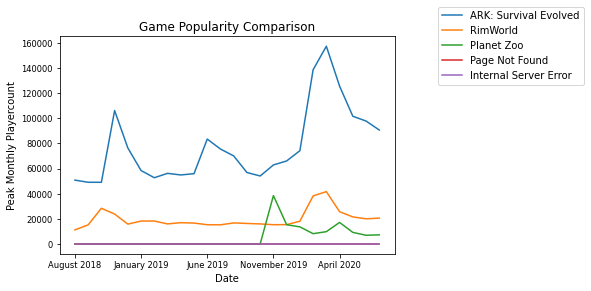 Game Popularity Comparison
ARK: Survival Evolved
RimWorld
Planet Zoo
Page Not Found
Internal Server Error
Peak Monthly Playercount
160000
140000
120000
100000
80000
60000
40000
20000
0
August 2018 January 2019 June 2019 November 2019 April 2020
Date